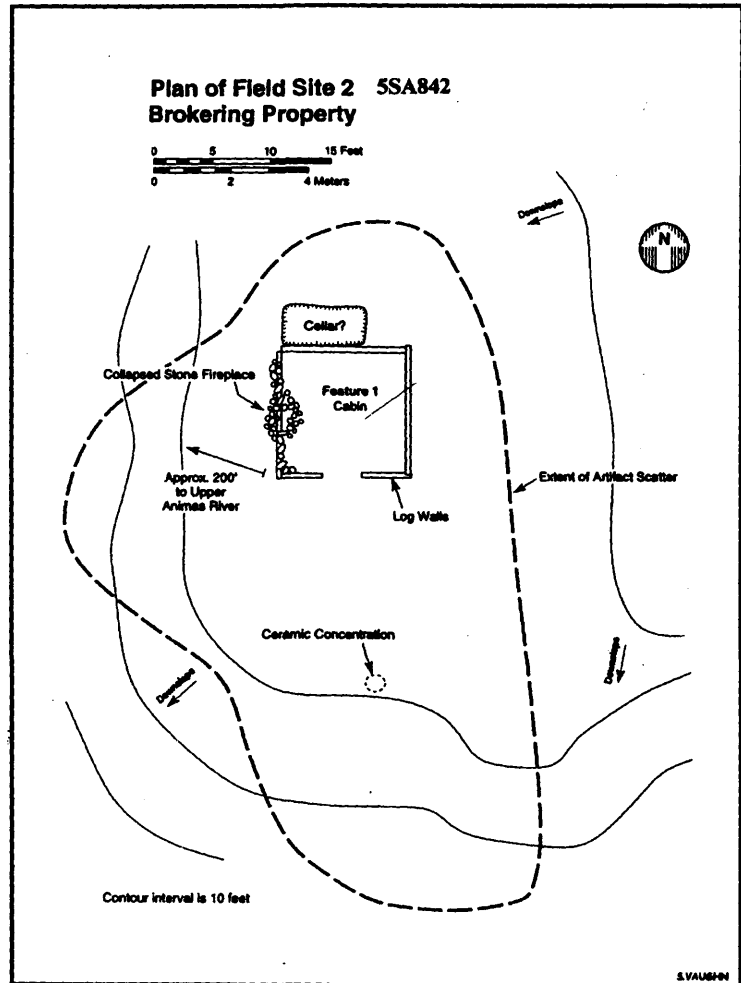 Plan of Field Site 2 5SA842
Brokering Property
0 5 10 15 Feet
0 2 4 Meters
Downslope
N
Cellar?
Collapsed Stone Fireplace
Feature 1
Cabin
Approx. 200'
to Upper
Animas River
Extent of Artifact Scatter
Log Walls
Ceramic Concentration
Downslope
Downslope
Contour interval is 10 feet
S.VAUGHN